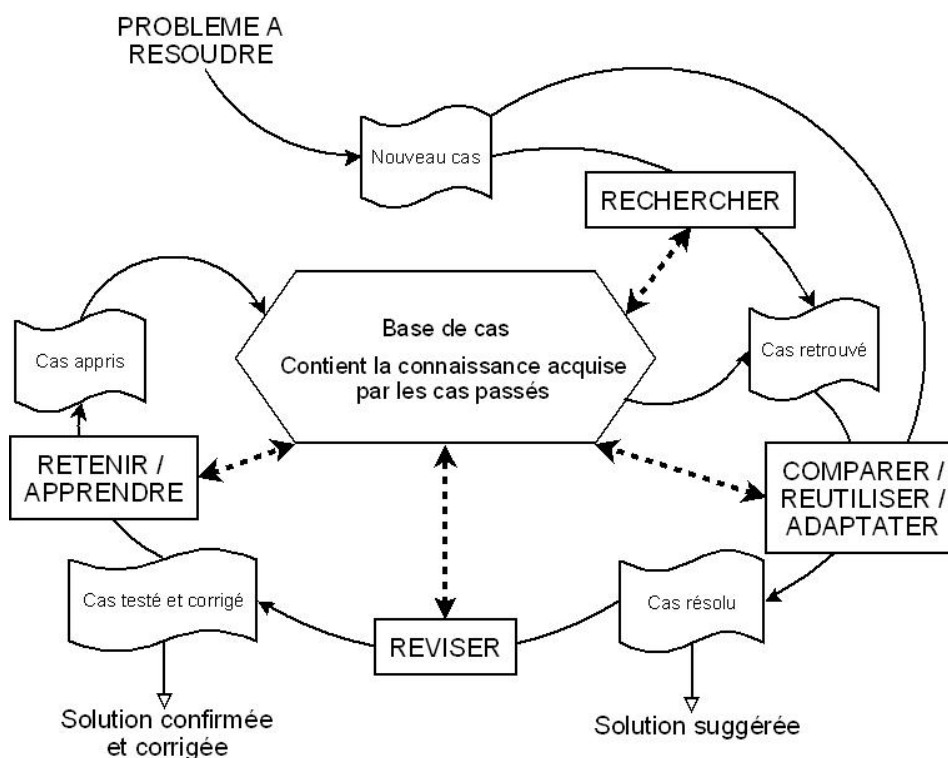 PROBLEME A
RESOUDRE
Nouveau cas
RECHERCHER
Base de cas
Contient la connaissance acquise
par les cas passés
Cas retrouvé
Cas appris
RETENIR /
APPRENDRE
COMPARER /
REUTILISER /
ADAPTATER
Cas testé et corrigé
Cas résolu
REVISER
Solution confirmée
et corrigée
Solution suggérée